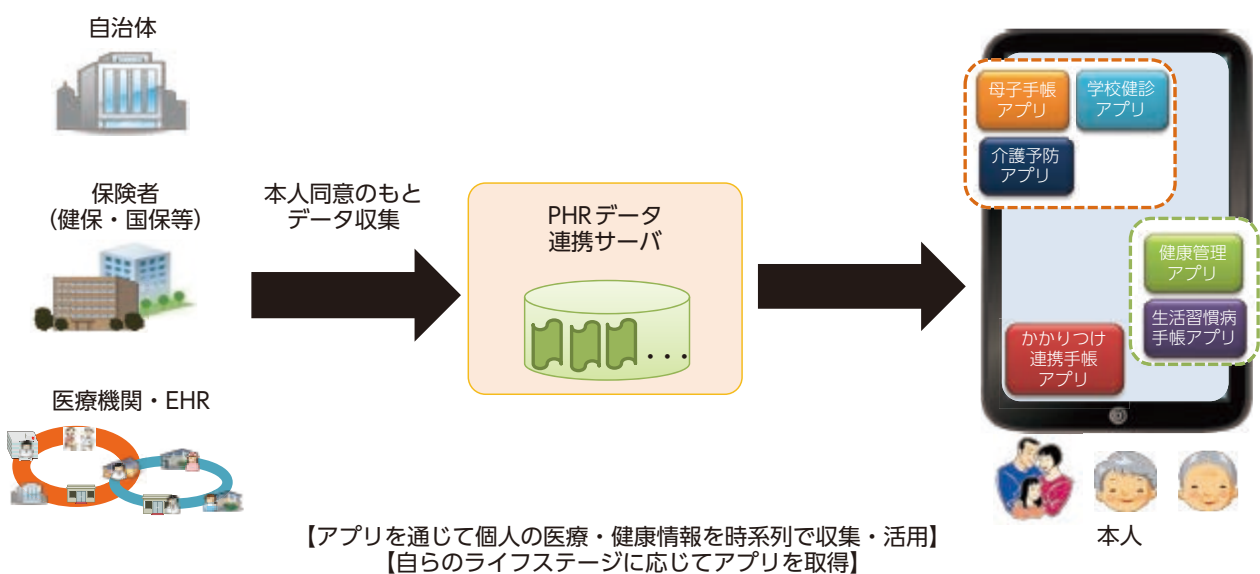 自治体
保険者
(健保・国保等)
医療機関・EHR
本人同意のもと
データ収集
PHRデータ
連携サーバ
...
母子手帳
アプリ
学校健診
アプリ
介護予防
アプリ
健康管理
アプリ
生活習慣病
手帳アプリ
かかりつけ
連携手帳
アプリ
本人
【アプリを通じて個人の医療・健康情報を時系列で収集・活用】
【自らのライフステージに応じてアプリを取得】